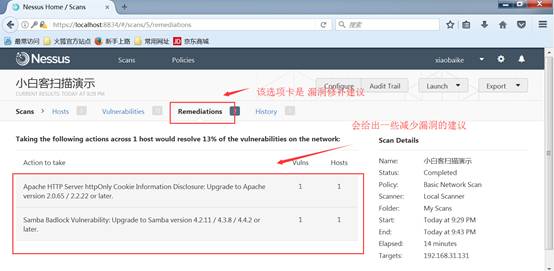 Nessus Home / Scans
https://localhost:8834/#/scans/5/remediations
搜索
最常访问 火狐官方站点 新手上路 常用网址 京东商城
Nessus Scans Policies xiaobaike
小白客扫描演示
CURRENT RESULTS: TODAY AT 9:29 PM
该选项卡是 漏洞修补建议
Configure Audit Trail Launch Export
Scans Hosts Vulnerabilities Remediations History
会给出一些减少漏洞的建议
Taking the following actions across 1 host would resolve 13% of the vulnerabilities on the network:
Action to take Vulns Hosts
Apache HTTP Server httpOnly Cookie Information Disclosure: Upgrade to Apache
version 2.0.65 / 2.2.22 or later.
1 1
Samba Badlock Vulnerability: Upgrade to Samba version 4.2.11 / 4.3.8 / 4.4.2 or
later.
1 1
Scan Details
Name: 小白客扫描演示
Status: Completed
Policy: Basic Network Scan
Scanner: Local Scanner
Folder: My Scans
Start: Today at 9:29 PM
End: Today at 9:43 PM
Elapsed: 14 minutes
Targets: 192.168.31.131